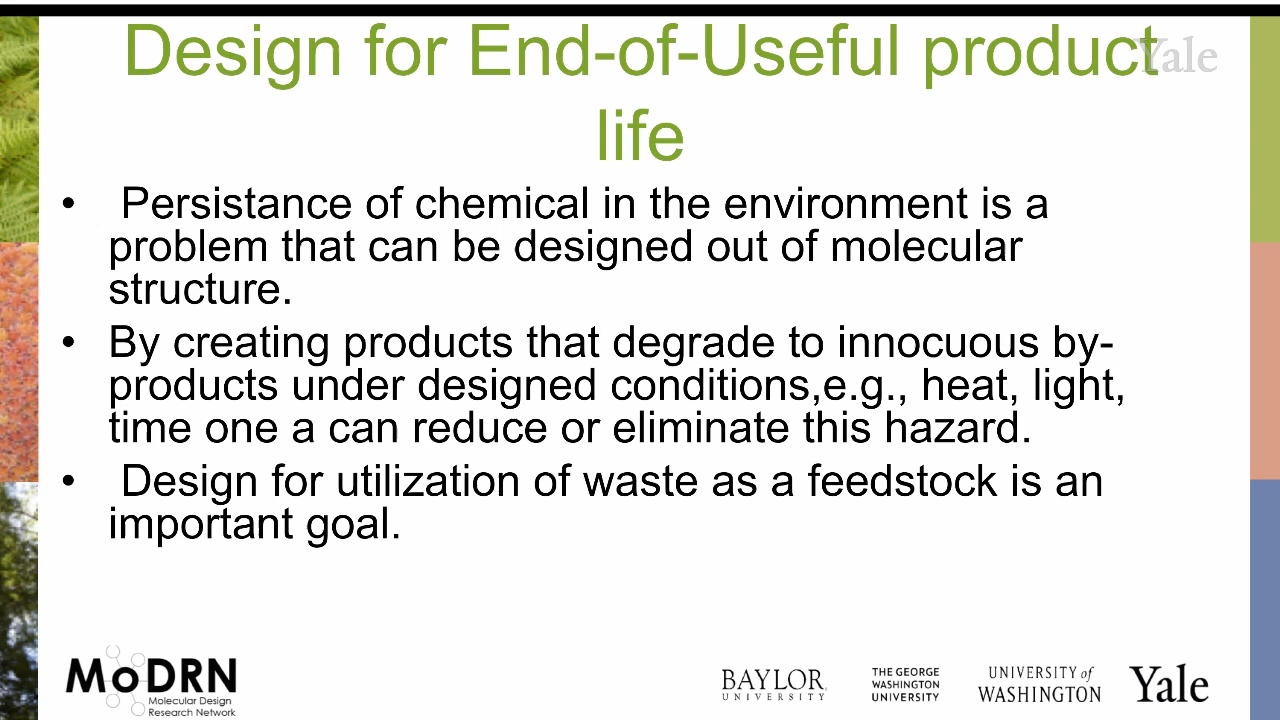 Design for End-of-Useful product
Yale
life
• Persistance of chemical in the environment is a
problem that can be designed out of molecular
structure.
• By creating products that degrade to innocuous by-
products under designed conditions,e.g., heat, light,
time one a can reduce or eliminate this hazard.
• Design for utilization of waste as a feedstock is an
important goal.
MoDRN
Molecular Design
Research Network
BAYLOR
UNIVERSITY
THE GEORGE
WASHINGTON
UNIVERSITY
UNIVERSITY of
WASHINGTON
Yale